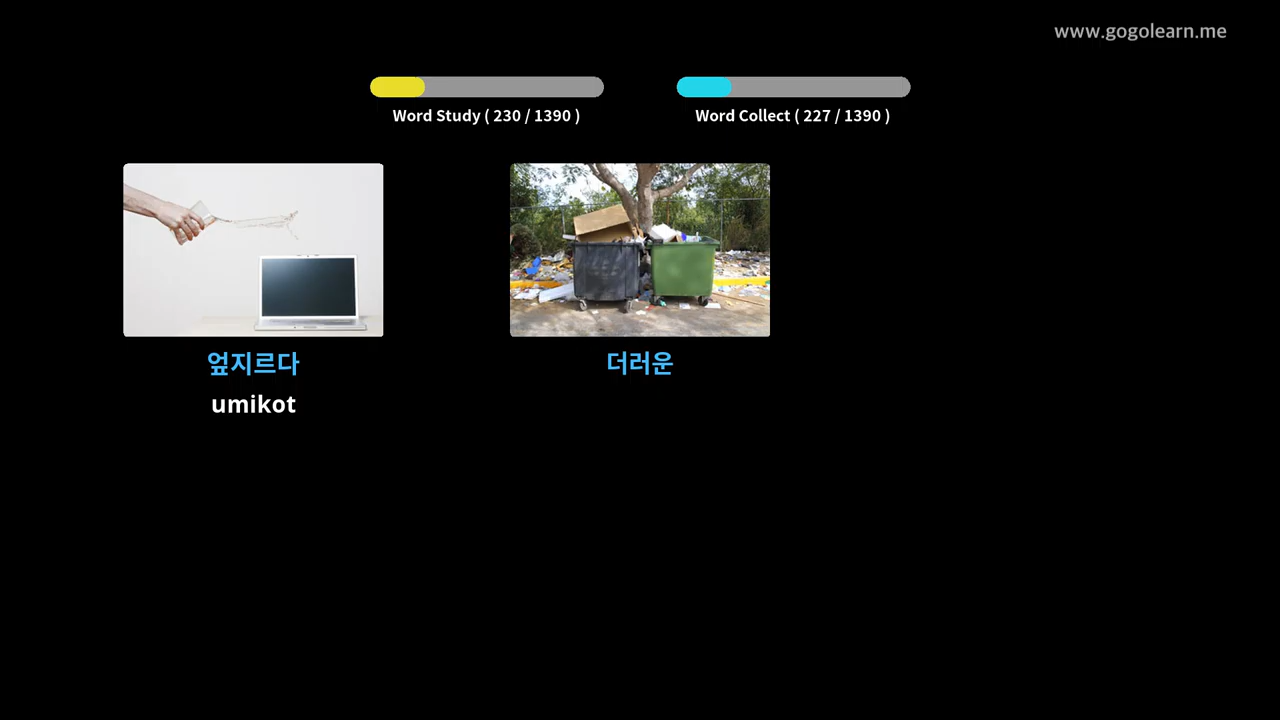 www.gogolearn.me
Word Study ( 230 / 1390 )
Word Collect ( 227 / 1390 )
엎지르다
더러운
umikot